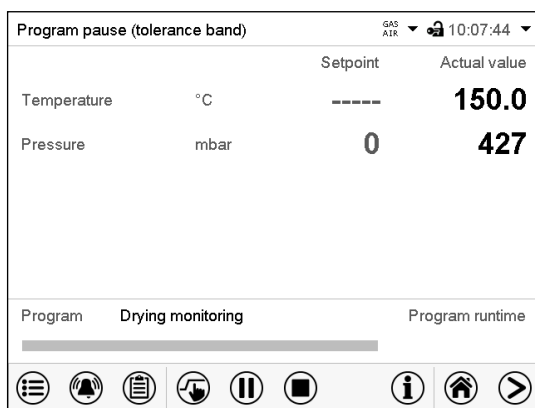 Program pause (tolerance band) GAS AIR 10:07:44
Setpoint Actual value
Temperature °C ----- 150.0
Pressure mbar 0 427
Program Drying monitoring Program runtime